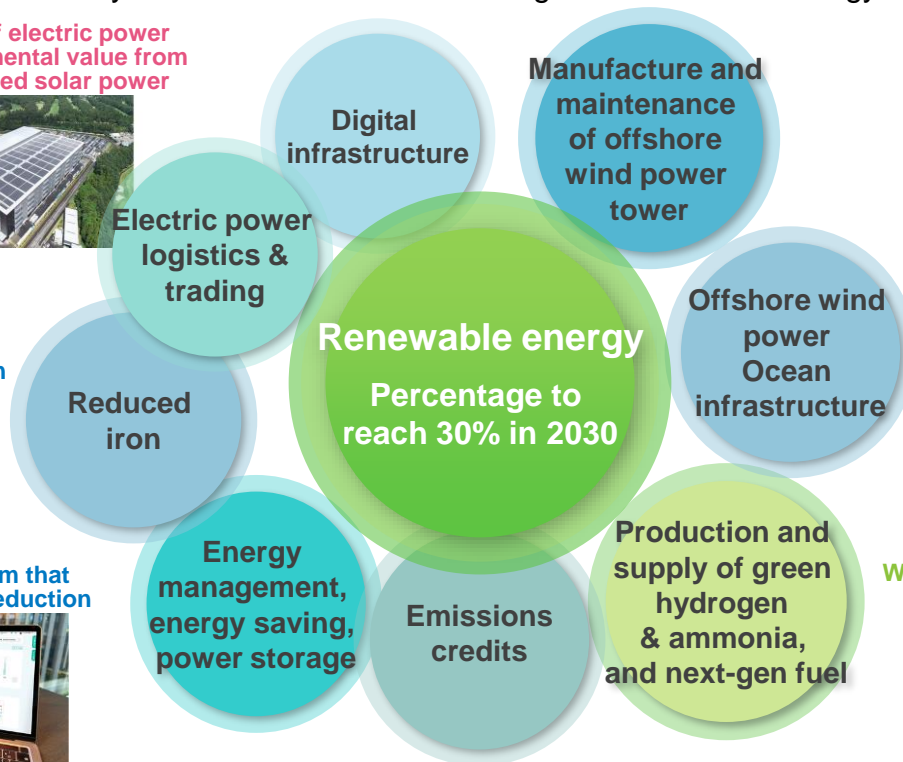 f electric power
mental value from
ed solar power
Digital
infrastructure
Manufacture and
maintenance
of offshore
wind power
tower
Electric power
logistics &
trading
Renewable energy
Percentage to
reach 30% in 2030
Offshore wind
power
Ocean
infrastructure
Reduced
iron
Energy
management,
energy saving,
power storage
Emissions
credits
Production and
supply of green
hydrogen
& ammonia,
and next-gen fuel
m that
eduction
W